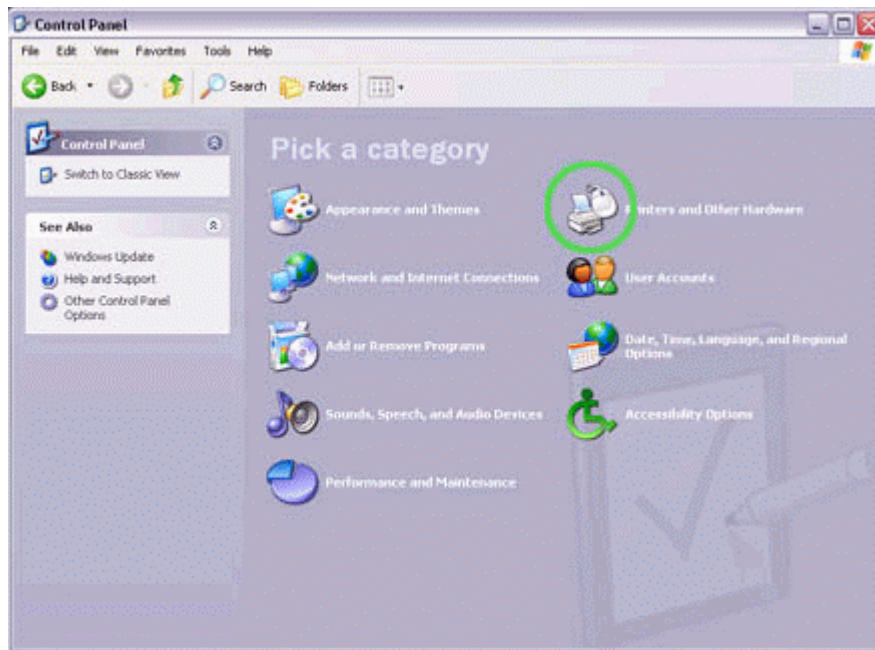 Control Panel
File Edit View Favorites Tools Help
Back Search Folders
Control Panel
Switch to Classic View
See Also
Windows Update
Help and Support
Other Control Panel
Options
Pick a category
Appearance and Themes
Printers and Other Hardware
Network and Internet Connections
User Accounts
Add or Remove Programs
Date, Time, Language, and Regional
Options
Sounds, Speech, and Audio Devices
Accessibility Options
Performance and Maintenance